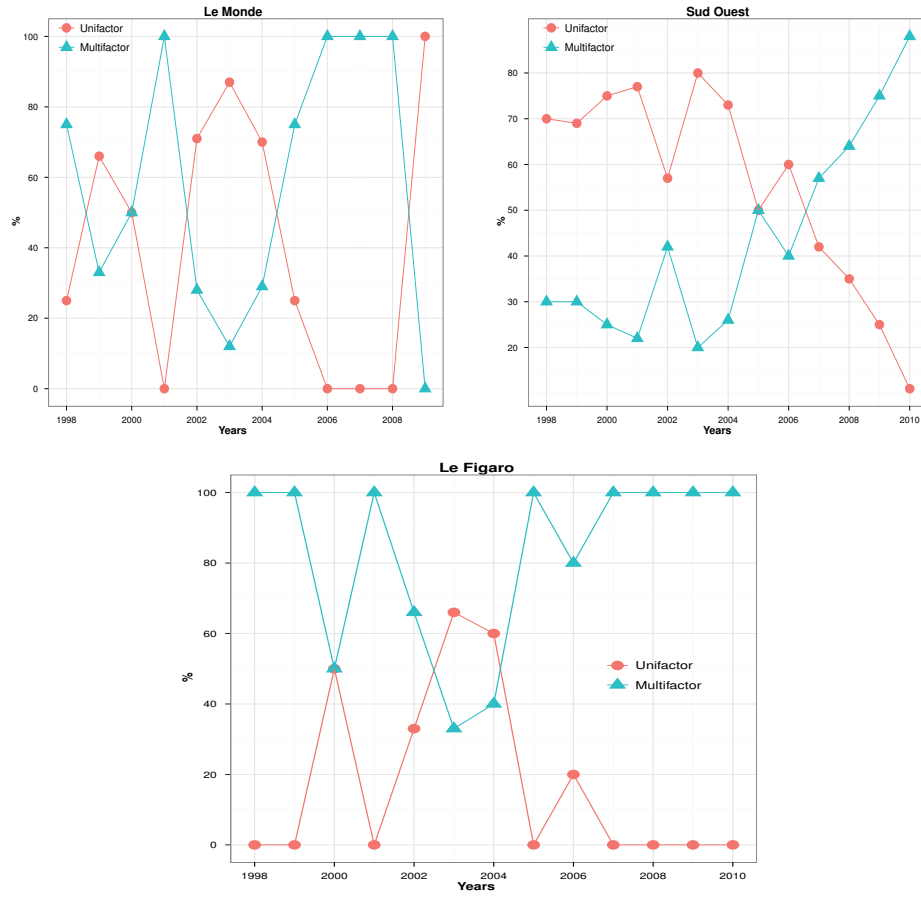 Le Monde
Unifactor
Multifactor
100
80
60
40
20
0
%
1998 2000 2002 2004 2006 2008
Years
Sud Ouest
Unifactor
Multifactor
80
70
60
50
40
30
20
%
1998 2000 2002 2004 2006 2008 2010
Years
Le Figaro
100
80
60
40
20
0
%
Unifactor
Multifactor
1998 2000 2002 2004 2006 2008 2010
Years